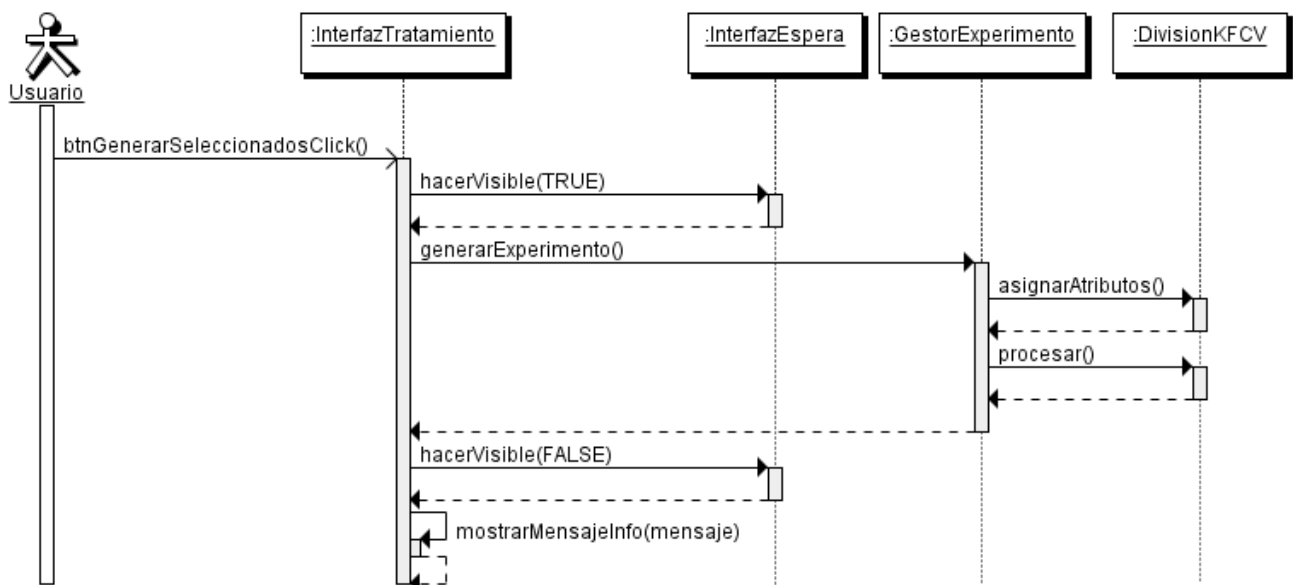 :InterfazTratamiento
:InterfazEspera
:GestorExperimento
:DivisionKFCV
Usuario
btnGenerarSeleccionadosClick()
hacerVisible(TRUE)
generarExperimento()
asignarAtributos()
procesar()
hacerVisible(FALSE)
mostrarMensajeInfo(mensaje)